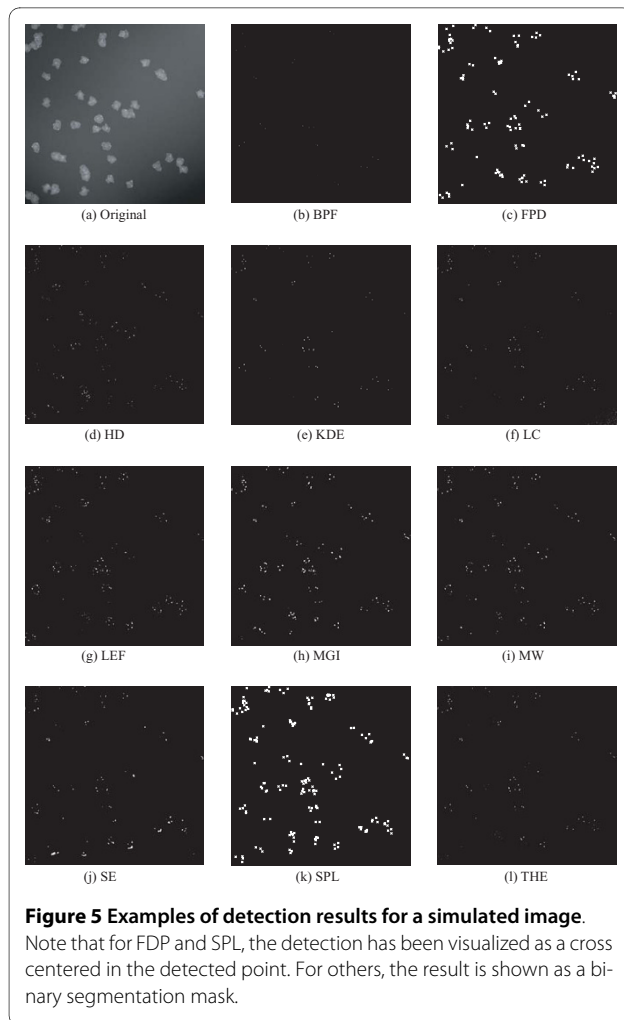 (a) Original
(b) BPF
(c) FPD
(d) HD
(e) KDE
(f) LC
(g) LEF
(h) MGI
(i) MW
(j) SE
(k) SPL
(l) THE
Figure 5 Examples of detection results for a simulated image.
Note that for FDP and SPL, the detection has been visualized as a cross
centered in the detected point. For others, the result is shown as a bi-
nary segmentation mask.